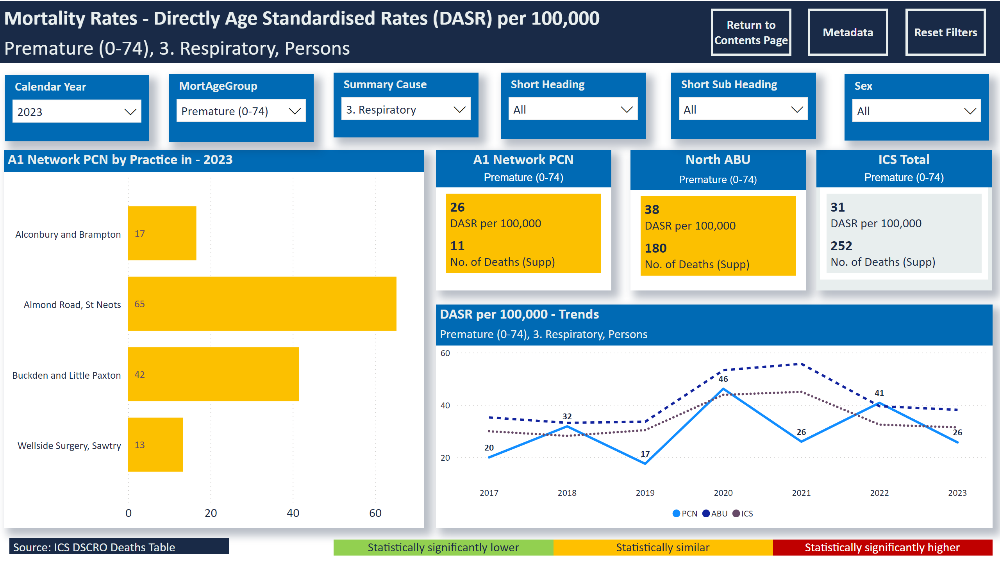 Mortality Rates - Directly Age Standardised Rates (DASR) per 100,000
Premature (0-74), 3. Respiratory, Persons
Return to
Contents Page
Metadata
Reset Filters
Calendar Year
2023
MortAgeGroup
Premature (0-74)
Summary Cause
3. Respiratory
Short Heading
All
Short Sub Heading
All
Sex
All
A1 Network PCN by Practice in - 2023
Alconbury and Brampton
17
Almond Road, St Neots
65
Buckden and Little Paxton
42
Wellside Surgery, Sawtry
13
0 20 40 60
A1 Network PCN
Premature (0-74)
26
DASR per 100,000
11
No. of Deaths (Supp)
North ABU
Premature (0-74)
38
DASR per 100,000
180
No. of Deaths (Supp)
ICS Total
Premature (0-74)
31
DASR per 100,000
252
No. of Deaths (Supp)
DASR per 100,000 - Trends
Premature (0-74), 3. Respiratory, Persons
60
40
20
20
32
17
46
26
41
26
2017 2018 2019 2020 2021 2022 2023
PCN ABU ICS
Source: ICS DSCRO Deaths Table
Statistically significantly lower
Statistically similar
Statistically significantly higher